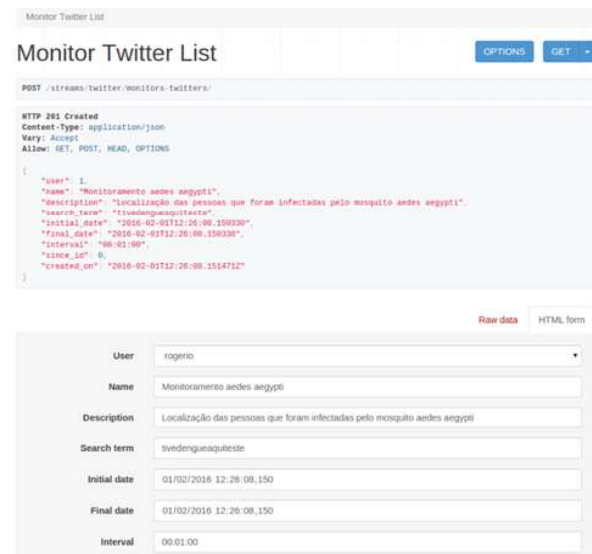 Monitor Twitter List
Monitor Twitter List
OPTIONS GET
POST /streams/twitter/monitors-twitters/
HTTP 201 Created
Content-Type: application/json
Vary: Accept
Allow: GET, POST, HEAD, OPTIONS
{
"user": 1,
"name": "Monitoramento aedes aegypti",
"description": "Localização das pessoas que foram infectadas pelo mosquito aedes aegypti",
"search_term": "tivedengueaquiteste",
"initial_date": "2016-02-01T12:26:08.150330",
"final_date": "2016-02-01T12:26:08.150338",
"interval": "00:01:00",
"since_id": 0,
"created_on": "2016-02-01T12:26:08.151471Z"
}
Raw data HTML form
User rogerio
Name Monitoramento aedes aegypti
Description Localização das pessoas que foram infectadas pelo mosquito aedes aegypti
Search term tivedengueaquiteste
Initial date 01/02/2016 12:26:08,150
Final date 01/02/2016 12:26:08,150
Interval 00:01:00